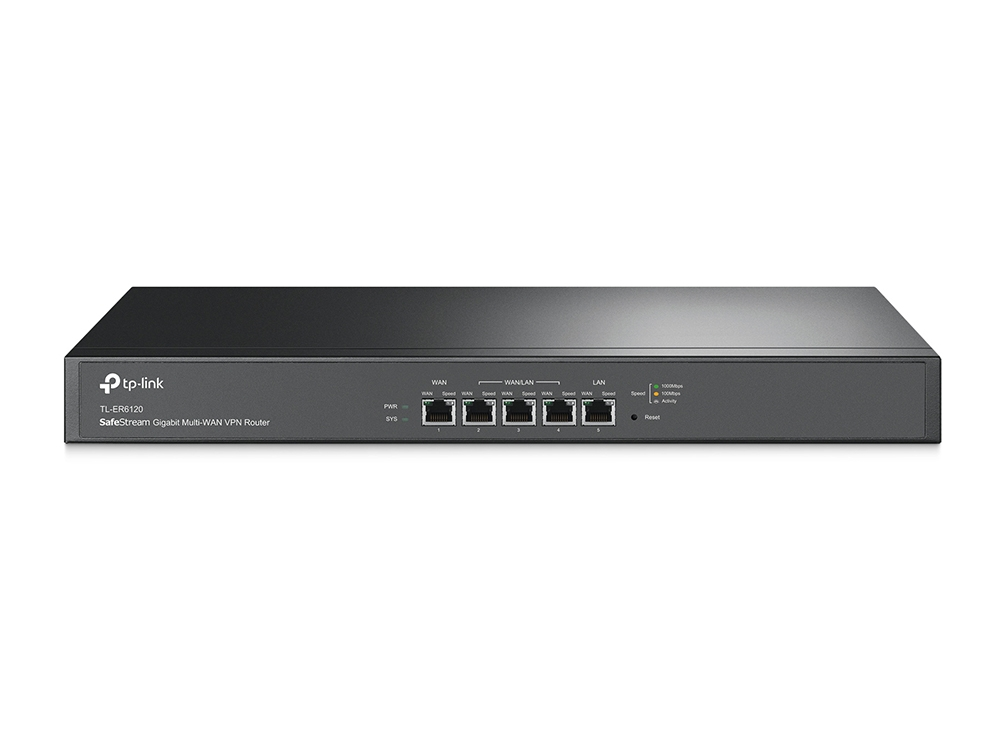 tp-link
TL-ER6120
SafeStream Gigabit Multi-WAN VPN Router
PWR
SYS
WAN WAN/LAN LAN
WAN Speed WAN Speed WAN Speed WAN Speed WAN Speed
1 2 3 4 5
Speed
1000Mbps
100Mbps
Activity
Reset